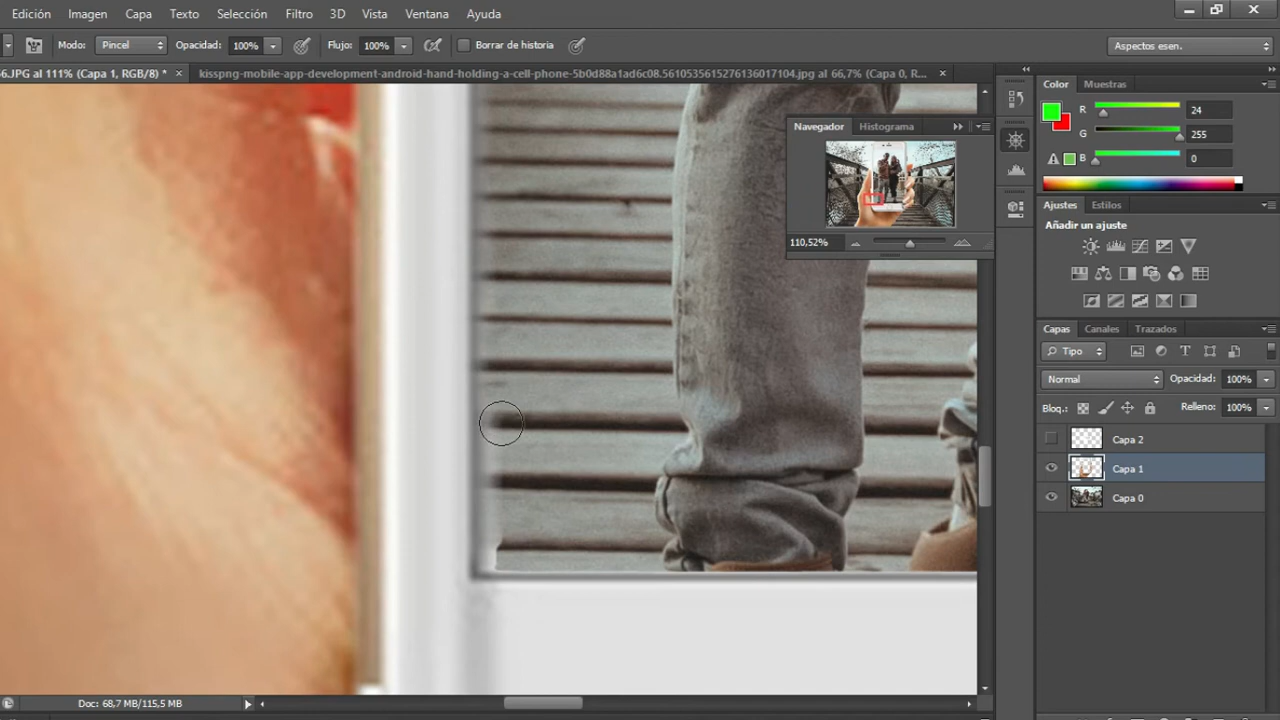 Edición Imagen Capa Texto Selección Filtro 3D Vista Ventana Ayuda
Modo: Pincel Opacidad: 100% Flujo: 100% Borrar de historia Aspectos esen.
6.JPG al 111% (Capa 1, RGB/8) * × kisspng-mobile-app-development-android-hand-holding-a-cell-phone-5b0d88a1ad6c08.5610535615276136017104.jpg al 66,7% (Capa 0, R... ×
Navegador Histograma
110,52%
Color Muestras
R 24
G 255
B 0
Ajustes Estilos
Añadir un ajuste
Capas Canales Trazados
Tipo
Normal Opacidad: 100%
Bloq.: Relleno: 100%
Capa 2
Capa 1
Capa 0
Doc: 68,7 MB/115,5 MB